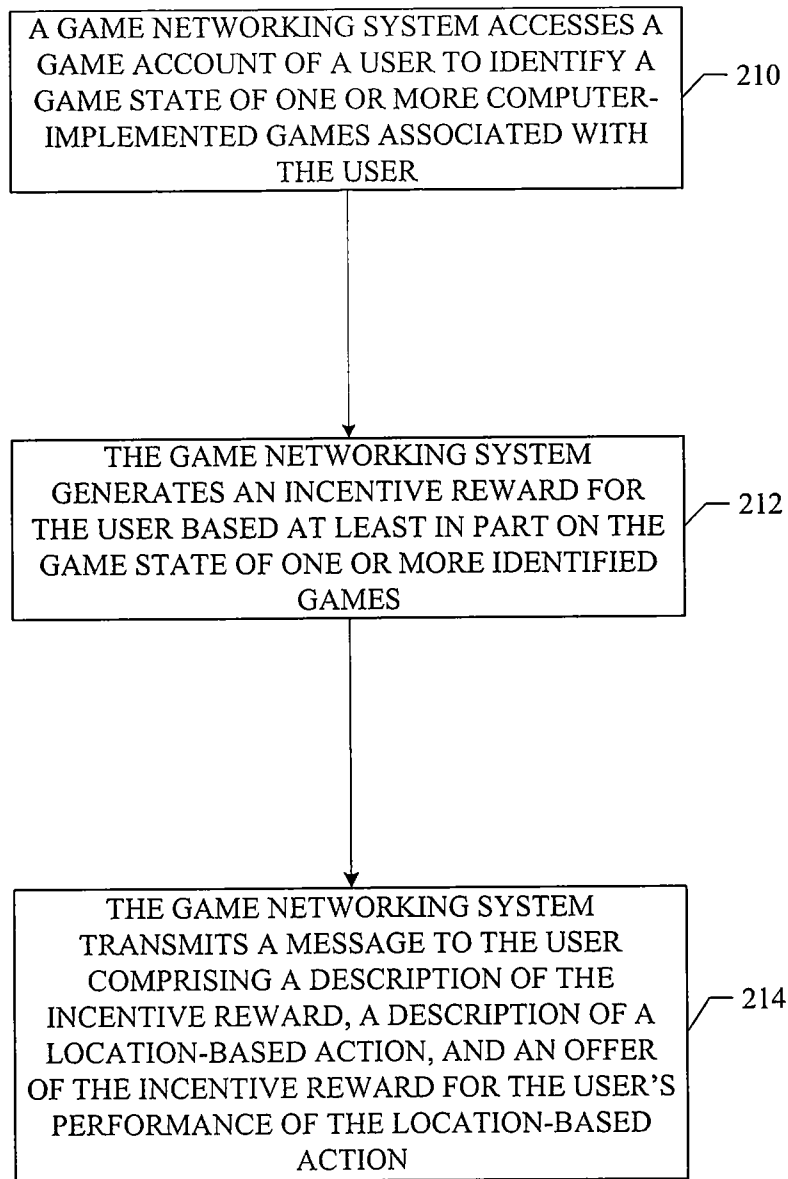 A GAME NETWORKING SYSTEM ACCESSES A
GAME ACCOUNT OF A USER TO IDENTIFY A
GAME STATE OF ONE OR MORE COMPUTER-
IMPLEMENTED GAMES ASSOCIATED WITH
THE USER
210
THE GAME NETWORKING SYSTEM
GENERATES AN INCENTIVE REWARD FOR
THE USER BASED AT LEAST IN PART ON THE
GAME STATE OF ONE OR MORE IDENTIFIED
GAMES
212
THE GAME NETWORKING SYSTEM
TRANSMITS A MESSAGE TO THE USER
COMPRISING A DESCRIPTION OF THE
INCENTIVE REWARD, A DESCRIPTION OF A
LOCATION-BASED ACTION, AND AN OFFER
OF THE INCENTIVE REWARD FOR THE USER'S
PERFORMANCE OF THE LOCATION-BASED
ACTION
214